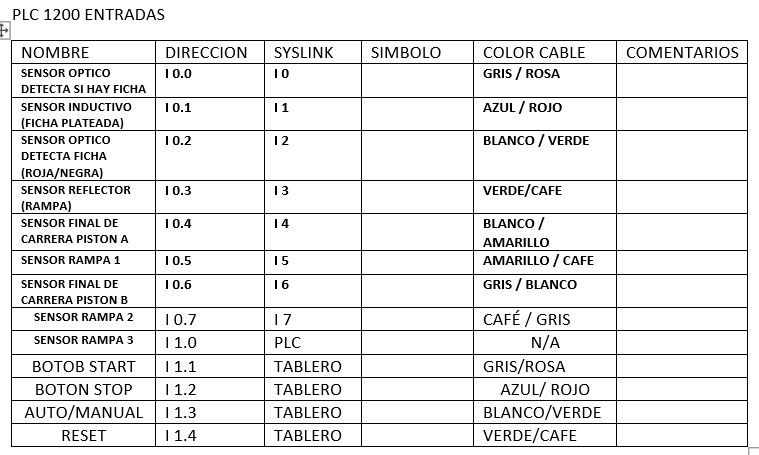 PLC 1200 ENTRADAS
NOMBRE DIRECCION SYSLINK SIMBOLO COLOR CABLE COMENTARIOS
SENSOR OPTICO I 0.0 I 0 GRIS / ROSA
DETECTA SI HAY FICHA
SENSOR INDUCTIVO I 0.1 I 1 AZUL / ROJO
(FICHA PLATEADA)
SENSOR OPTICO I 0.2 I 2 BLANCO / VERDE
DETECTA FICHA
(ROJA/NEGRA)
SENSOR REFLECTOR I 0.3 I 3 VERDE/CAFE
(RAMPA)
SENSOR FINAL DE I 0.4 I 4 BLANCO /
CARRERA PISTON A AMARILLO
SENSOR RAMPA 1 I 0.5 I 5 AMARILLO / CAFE
SENSOR FINAL DE I 0.6 I 6 GRIS / BLANCO
CARRERA PISTON B
SENSOR RAMPA 2 I 0.7 I 7 CAFÉ / GRIS
SENSOR RAMPA 3 I 1.0 PLC N/A
BOTOB START I 1.1 TABLERO GRIS/ROSA
BOTON STOP I 1.2 TABLERO AZUL/ ROJO
AUTO/MANUAL I 1.3 TABLERO BLANCO/VERDE
RESET I 1.4 TABLERO VERDE/CAFE